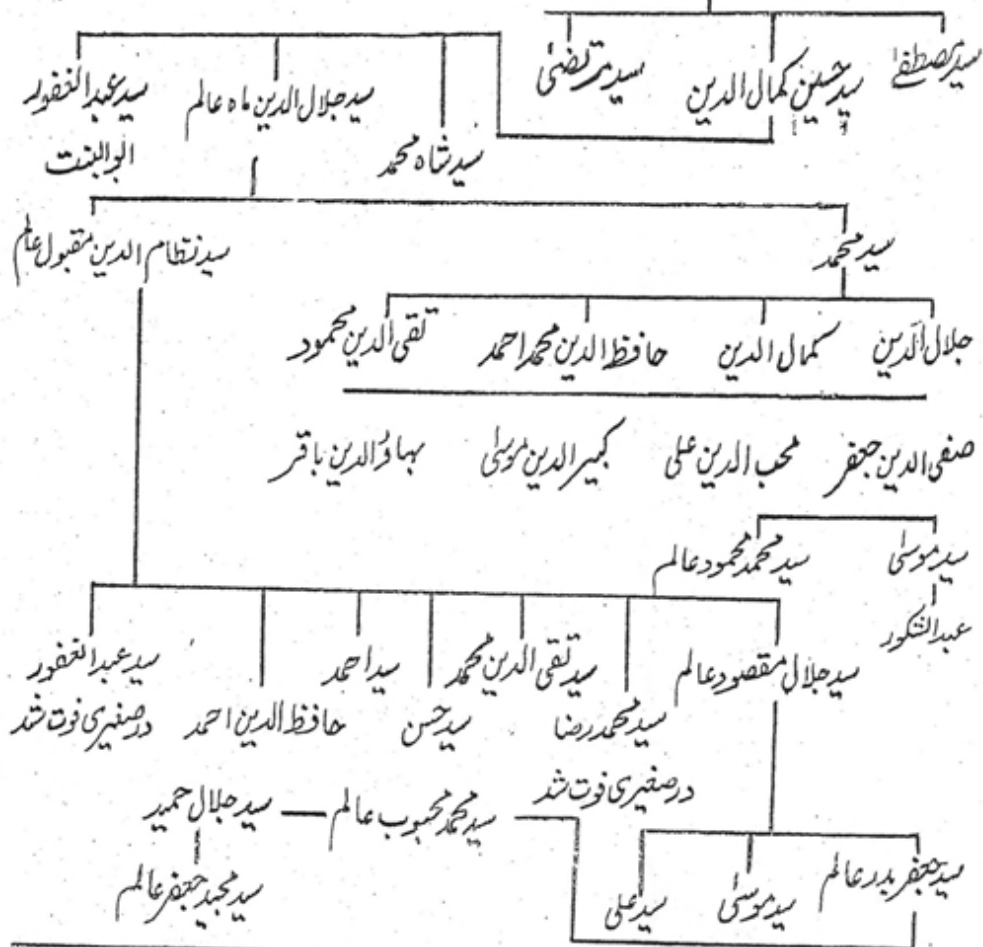 سید مصطفےٰ
سید حسین کمال الدین
سید مرتضیٰ
سید شاہ محمد
سید جلال الدین ماہ عالم
سید عبدالغفور
ابو البنت
سید محمد
سید نظام الدین مقبول عالم
جلال الدین
کمال الدین
حافظ الدین محمد احمد
تقی الدین محمود
صفی الدین جعفر
محب الدین علی
کبیر الدین موسیٰ
بہاؤ الدین باقر
سید موسیٰ
سید محمد محمود عالم
عبدالشکور
سید جلال مقصود عالم
سید تقی الدین محمد
سید احمد
سید عبدالغفور
سید محمد رضا
سید حسن
حافظ الدین احمد
در صغیری فوت شد
در صغیری فوت شد
سید محمد محبوب عالم
سید جلال حمید
سید جعفر بدر عالم
سید موسیٰ
سید علی
سید مجید جعفر عالم